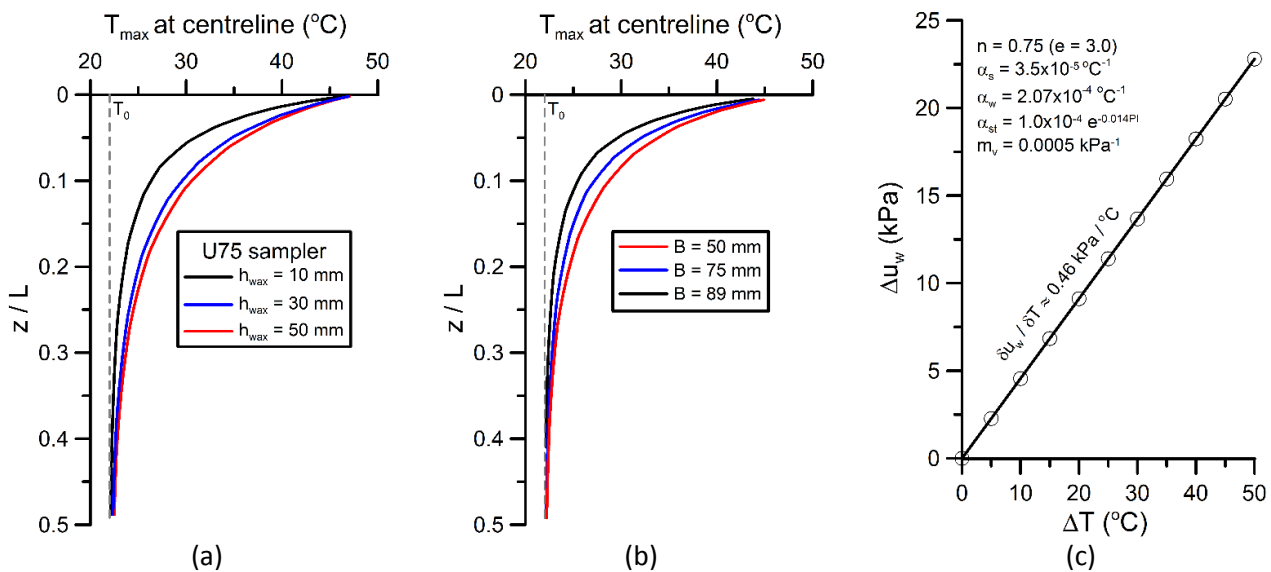 T_max at centreline (°C)
20 30 40 50
0
0.1
0.2
0.3
0.4
0.5
z / L
T_0
U75 sampler
h_wax = 10 mm
h_wax = 30 mm
h_wax = 50 mm
(a)
T_max at centreline (°C)
20 30 40 50
0
0.1
0.2
0.3
0.4
0.5
z / L
T_0
B = 50 mm
B = 75 mm
B = 89 mm
(b)
25
20
15
10
5
0
Δu_w (kPa)
n = 0.75 (e = 3.0)
α_s = 3.5x10^-5 °C^-1
α_w = 2.07x10^-4 °C^-1
α_st = 1.0x10^-4 e^-0.014PI
m_v = 0.0005 kPa^-1
δu_w / δT ≈ 0.46 kPa / °C
0 10 20 30 40 50
ΔT (°C)
(c)